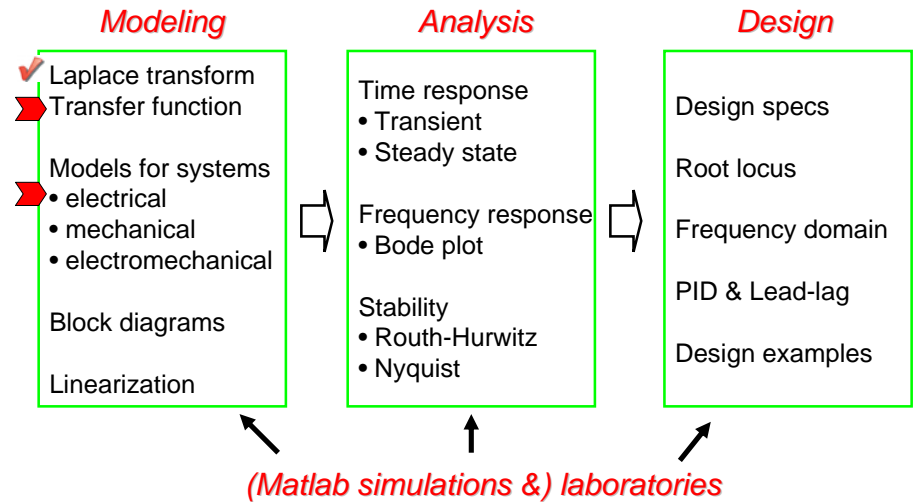 Modeling
Laplace transform
Transfer function
Models for systems
• electrical
• mechanical
• electromechanical
Block diagrams
Linearization
Analysis
Time response
• Transient
• Steady state
Frequency response
• Bode plot
Stability
• Routh-Hurwitz
• Nyquist
Design
Design specs
Root locus
Frequency domain
PID & Lead-lag
Design examples
(Matlab simulations &) laboratories